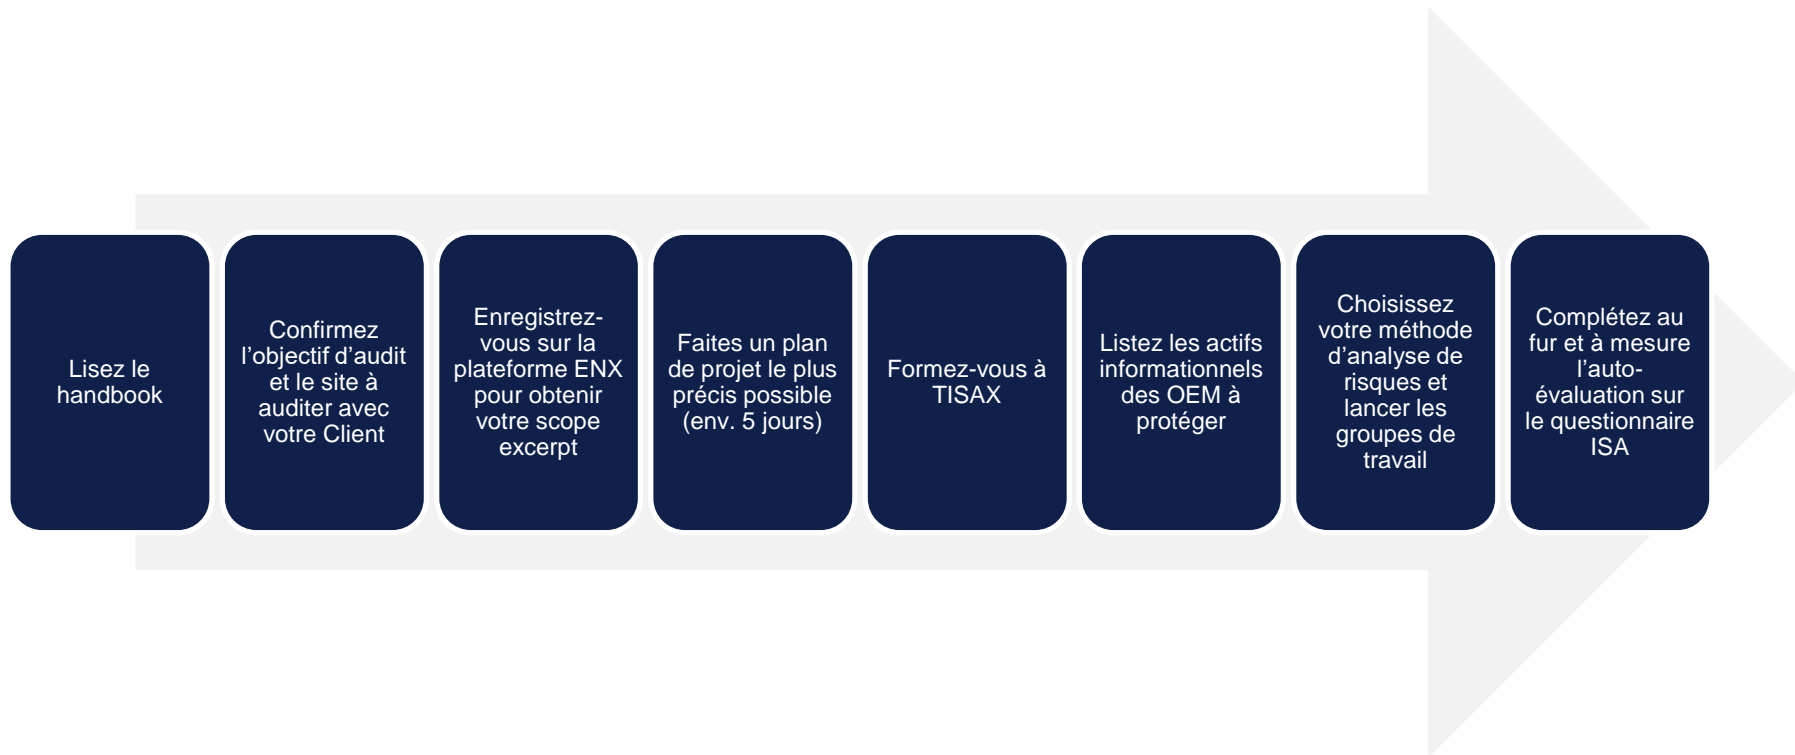 Lisez le
handbook
Confirmez
l’objectif d’audit
et le site à
auditer avec
votre Client
Enregistrez-
vous sur la
plateforme ENX
pour obtenir
votre scope
excerpt
Faites un plan
de projet le plus
précis possible
(env. 5 jours)
Formez-vous à
TISAX
Listez les actifs
informationnels
des OEM à
protéger
Choisissez
votre méthode
d’analyse de
risques et
lancer les
groupes de
travail
Complétez au
fur et à mesure
l’auto-
évaluation sur
le questionnaire
ISA